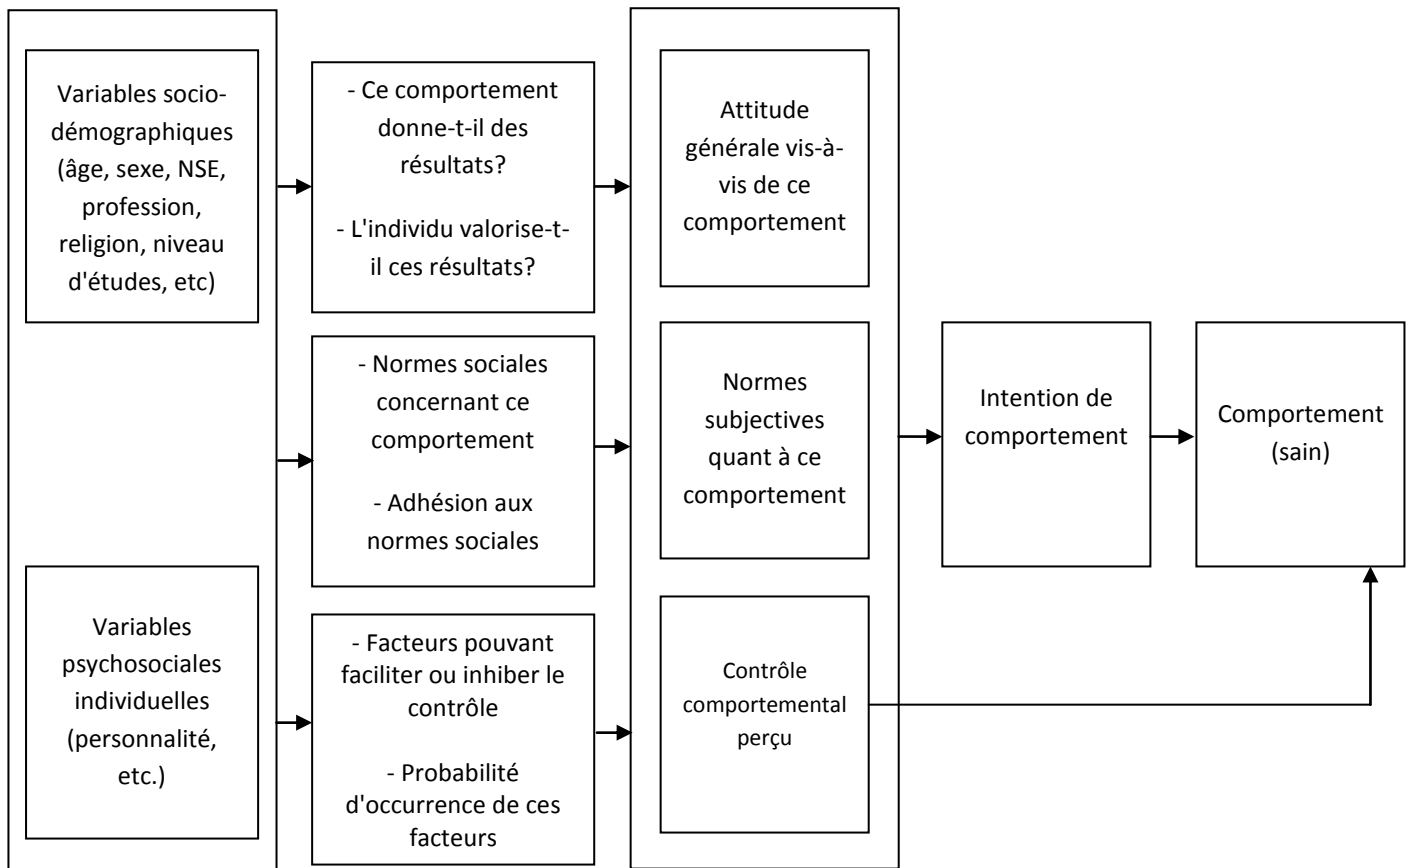 Variables socio-
démographiques
(âge, sexe, NSE,
profession,
religion, niveau
d'études, etc)
Variables
psychosociales
individuelles
(personnalité,
etc.)
- Ce comportement
donne-t-il des
résultats?
- L'individu valorise-t-
il ces résultats?
- Normes sociales
concernant ce
comportement
- Adhésion aux
normes sociales
- Facteurs pouvant
faciliter ou inhiber le
contrôle
- Probabilité
d'occurrence de ces
facteurs
Attitude
générale vis-à-
vis de ce
comportement
Normes
subjectives
quant à ce
comportement
Contrôle
comportemental
perçu
Intention de
comportement
Comportement
(sain)